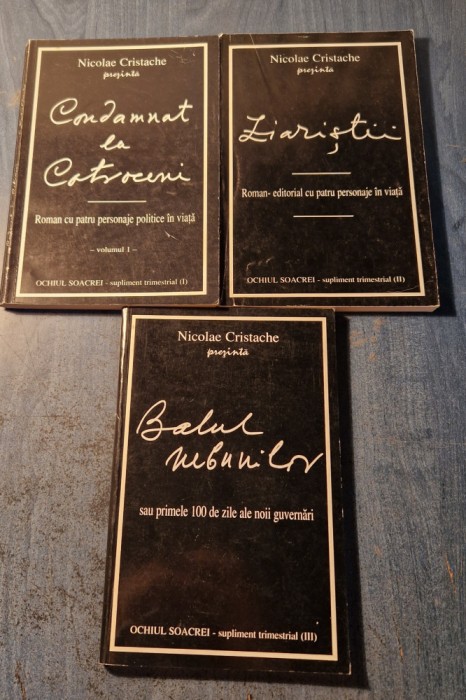 Nicolae Cristache
prezintă
Condamnat
la
Cotroceni
Roman cu patru personaje politice în viață
– volumul 1 –
OCHIUL SOACREI - supliment trimestrial (I)
Nicolae Cristache
prezintă
Ziariștii
Roman- editorial cu patru personaje în viață
OCHIUL SOACREI - supliment trimestrial (II)
Nicolae Cristache
prezintă
Balul
nebunilor
sau primele 100 de zile ale noii guvernări
OCHIUL SOACREI - supliment trimestrial (III)